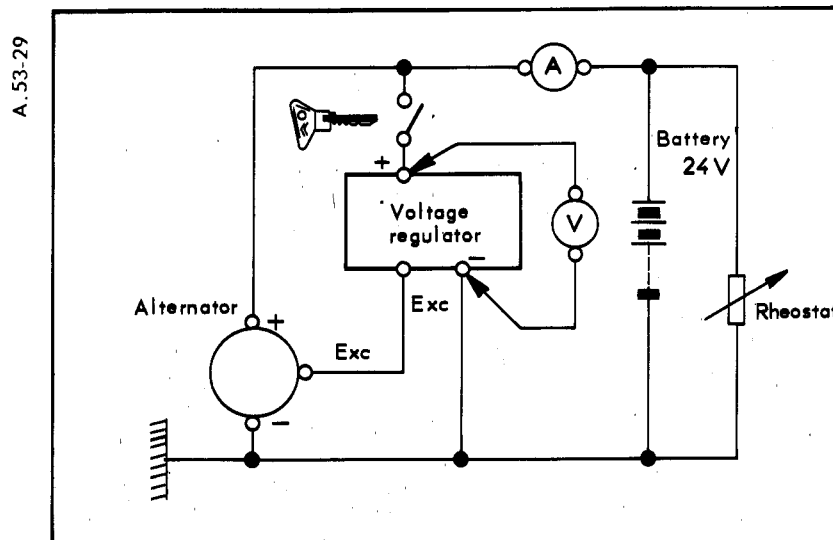 A.53-29
A
Battery
24V
+
Voltage
regulator
V
−
Exc
Alternator
+
Exc
Rheostat
−